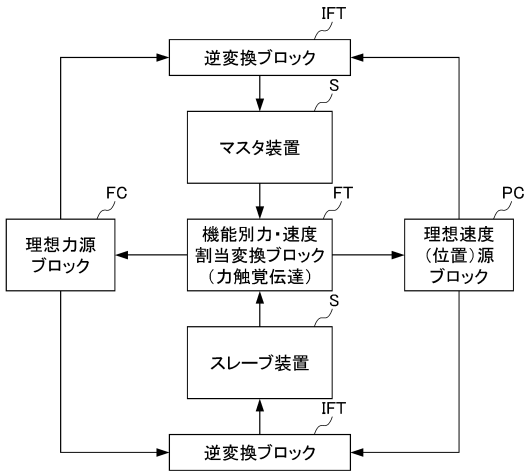 IFT
逆変換ブロック
S
マスタ装置
FC
理想力源
ブロック
FT
機能別力・速度
割当変換ブロック
(力触覚伝達)
PC
理想速度
(位置)源
ブロック
S
スレーブ装置
IFT
逆変換ブロック